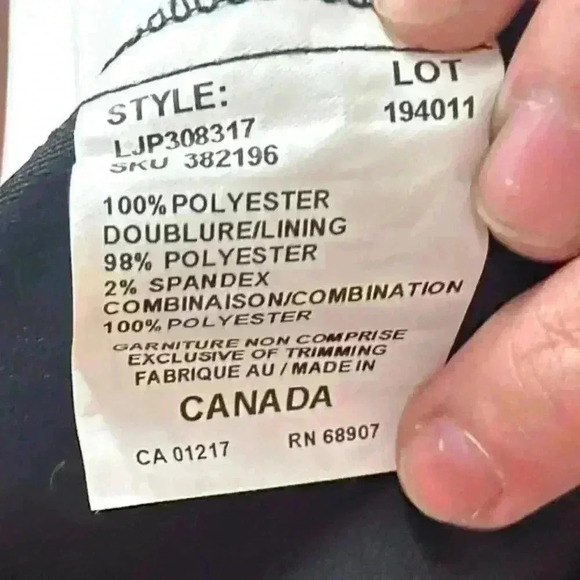 STYLE: LOT
LJP308317 194011
SKU 382196
100% POLYESTER
DOUBLURE/LINING
98% POLYESTER
2% SPANDEX
COMBINAISON/COMBINATION
100% POLYESTER
GARNITURE NON COMPRISE
EXCLUSIVE OF TRIMMING
FABRIQUE AU / MADE IN
CANADA
CA 01217 RN 68907